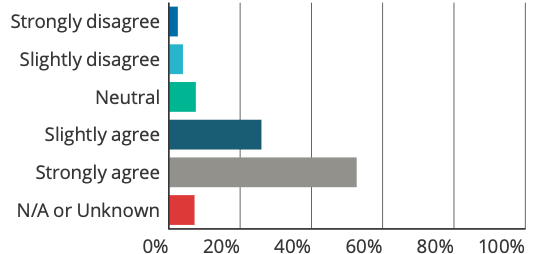 Strongly disagree
Slightly disagree
Neutral
Slightly agree
Strongly agree
N/A or Unknown
0% 20% 40% 60% 80% 100%